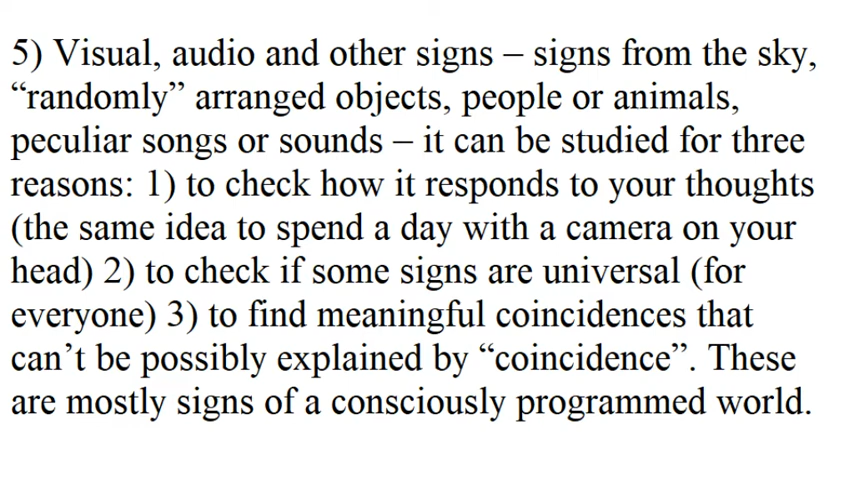 5) Visual, audio and other signs – signs from the sky,
“randomly” arranged objects, people or animals,
peculiar songs or sounds – it can be studied for three
reasons: 1) to check how it responds to your thoughts
(the same idea to spend a day with a camera on your
head) 2) to check if some signs are universal (for
everyone) 3) to find meaningful coincidences that
can’t be possibly explained by “coincidence”. These
are mostly signs of a consciously programmed world.